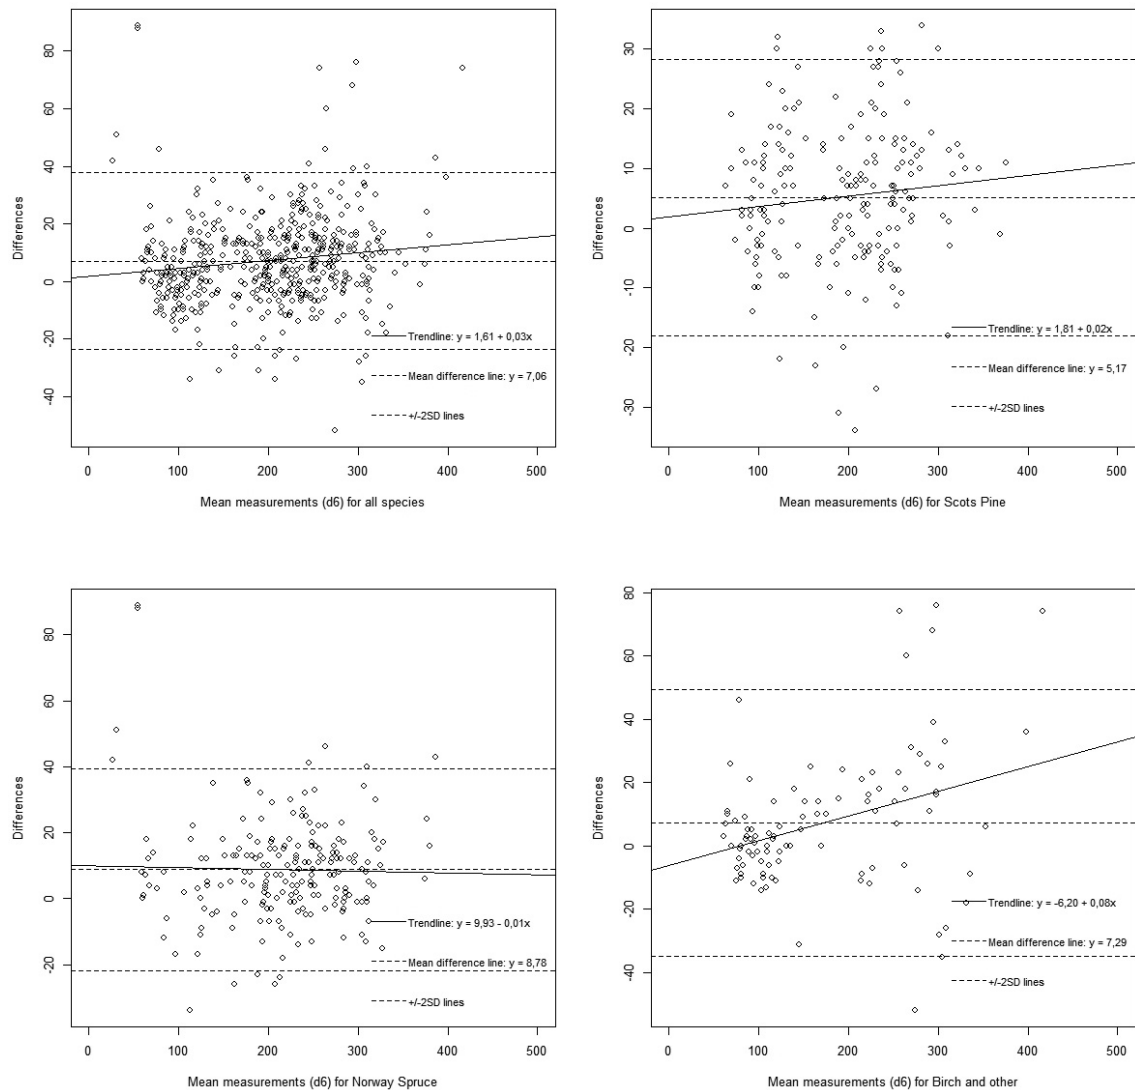 Differences
80
60
40
20
0
-20
-40
Trendline: y = 1,61 + 0,03x
Mean difference line: y = 7,06
+/-2SD lines
0 100 200 300 400 500
Mean measurements (d6) for all species
Differences
30
20
10
0
-10
-20
-30
Trendline: y = 1,81 + 0,02x
Mean difference line: y = 5,17
+/-2SD lines
0 100 200 300 400 500
Mean measurements (d6) for Scots Pine
Differences
80
60
40
20
0
-20
Trendline: y = 9,93 - 0,01x
Mean difference line: y = 8,78
+/-2SD lines
0 100 200 300 400 500
Mean measurements (d6) for Norway Spruce
Differences
80
60
40
20
0
-20
-40
Trendline: y = -6,20 + 0,08x
Mean difference line: y = 7,29
+/-2SD lines
0 100 200 300 400 500
Mean measurements (d6) for Birch and other